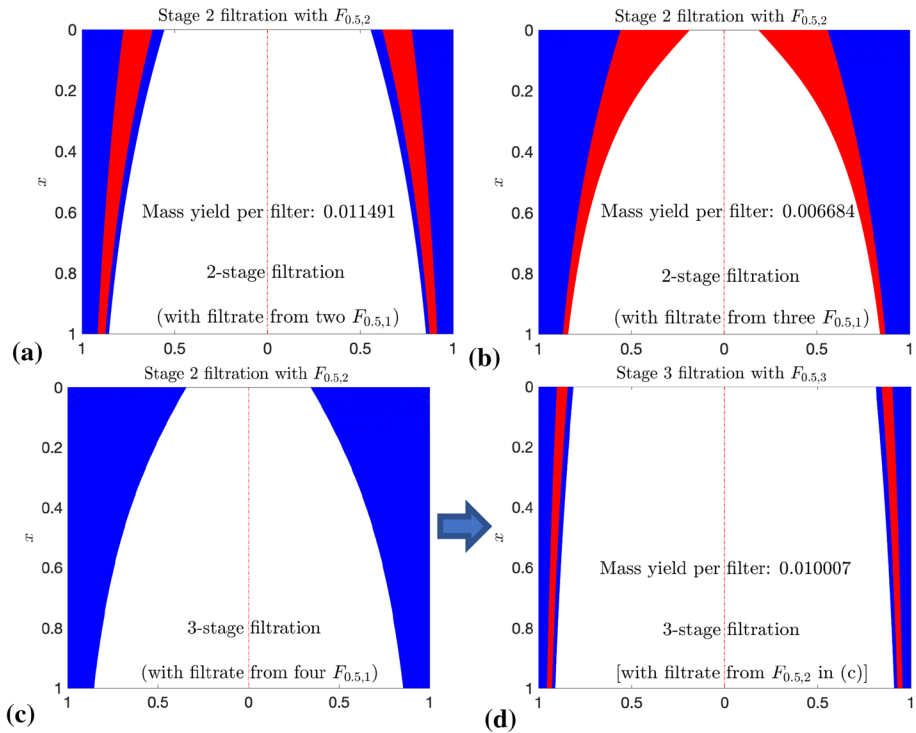 Stage 2 filtration with F0.5,2
0
0.2
0.4
x
0.6
0.8
1
Mass yield per filter: 0.011491
2-stage filtration
(with filtrate from two F0.5,1)
1 0.5 0 0.5 1
(a)
Stage 2 filtration with F0.5,2
0
0.2
0.4
x
0.6
0.8
1
Mass yield per filter: 0.006684
2-stage filtration
(with filtrate from three F0.5,1)
1 0.5 0 0.5 1
(b)
Stage 2 filtration with F0.5,2
0
0.2
0.4
x
0.6
0.8
1
3-stage filtration
(with filtrate from four F0.5,1)
1 0.5 0 0.5 1
(c)
Stage 3 filtration with F0.5,3
0
0.2
0.4
x
0.6
0.8
1
Mass yield per filter: 0.010007
3-stage filtration
[with filtrate from F0.5,2 in (c)]
1 0.5 0 0.5 1
(d)